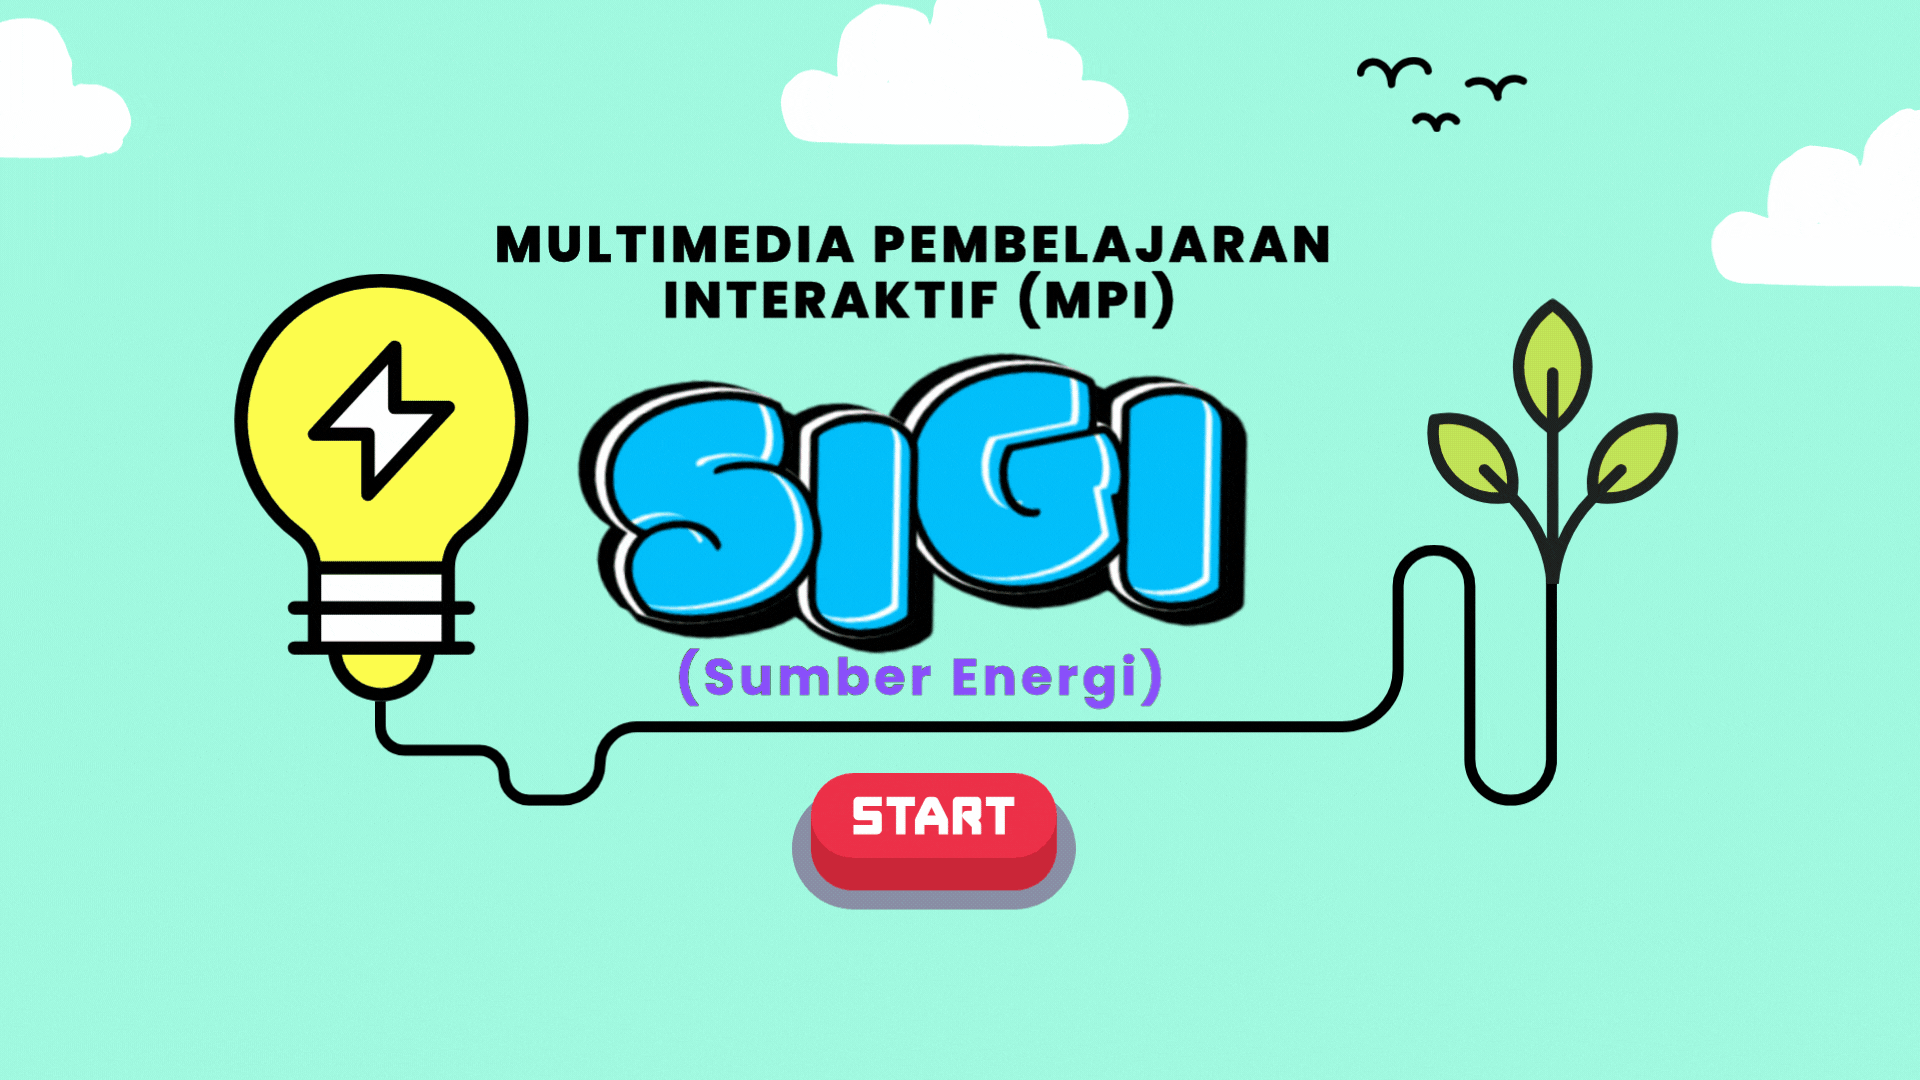 MULTIMEDIA PEMBELAJARAN
INTERAKTIF (MPI)
SIGI
(Sumber Energi)
START